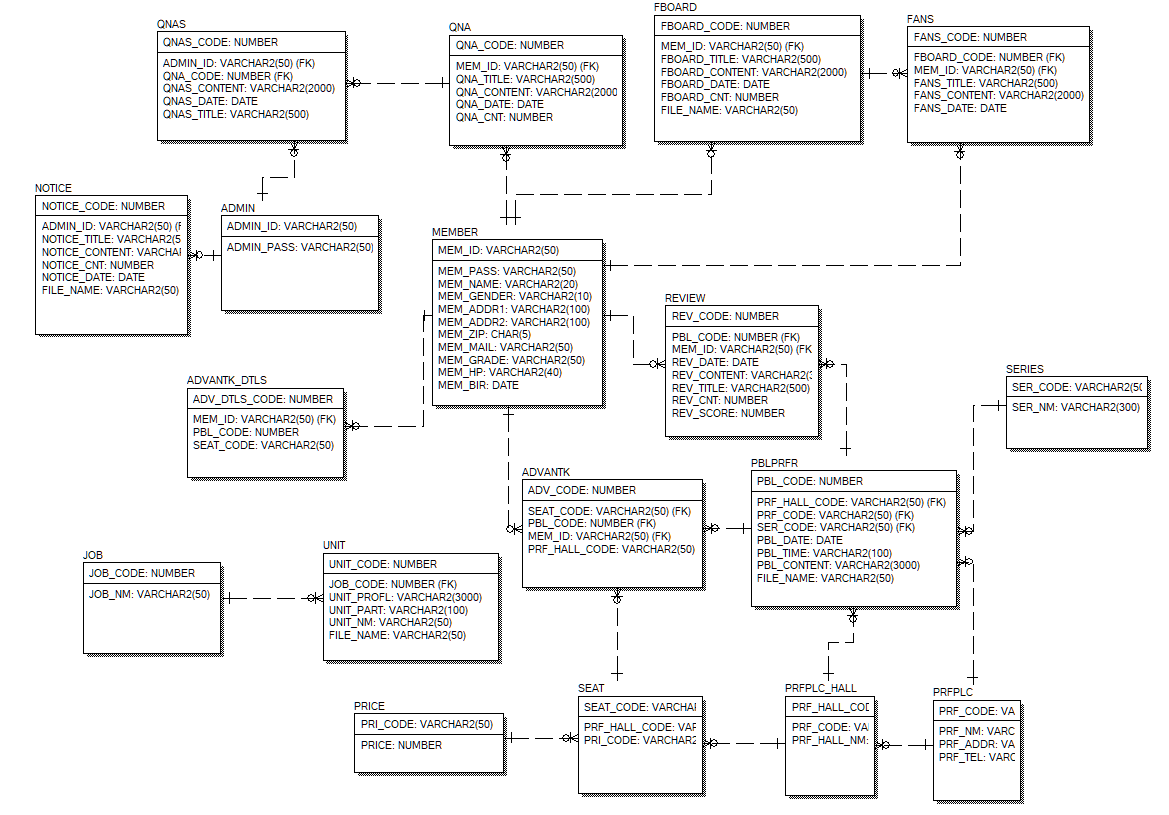 QNAS
QNAS_CODE: NUMBER
ADMIN_ID: VARCHAR2(50) (FK)
QNA_CODE: NUMBER (FK)
QNAS_CONTENT: VARCHAR2(2000)
QNAS_DATE: DATE
QNAS_TITLE: VARCHAR2(500)
QNA
QNA_CODE: NUMBER
MEM_ID: VARCHAR2(50) (FK)
QNA_TITLE: VARCHAR2(500)
QNA_CONTENT: VARCHAR2(2000
QNA_DATE: DATE
QNA_CNT: NUMBER
FBOARD
FBOARD_CODE: NUMBER
MEM_ID: VARCHAR2(50) (FK)
FBOARD_TITLE: VARCHAR2(500)
FBOARD_CONTENT: VARCHAR2(2000)
FBOARD_DATE: DATE
FBOARD_CNT: NUMBER
FILE_NAME: VARCHAR2(50)
FANS
FANS_CODE: NUMBER
FBOARD_CODE: NUMBER (FK)
MEM_ID: VARCHAR2(50) (FK)
FANS_TITLE: VARCHAR2(500)
FANS_CONTENT: VARCHAR2(2000)
FANS_DATE: DATE
NOTICE
NOTICE_CODE: NUMBER
ADMIN_ID: VARCHAR2(50) (F
NOTICE_TITLE: VARCHAR2(5
NOTICE_CONTENT: VARCHAI
NOTICE_CNT: NUMBER
NOTICE_DATE: DATE
FILE_NAME: VARCHAR2(50)
ADMIN
ADMIN_ID: VARCHAR2(50)
ADMIN_PASS: VARCHAR2(50)
MEMBER
MEM_ID: VARCHAR2(50)
MEM_PASS: VARCHAR2(50)
MEM_NAME: VARCHAR2(20)
MEM_GENDER: VARCHAR2(10)
MEM_ADDR1: VARCHAR2(100)
MEM_ADDR2: VARCHAR2(100)
MEM_ZIP: CHAR(5)
MEM_MAIL: VARCHAR2(50)
MEM_GRADE: VARCHAR2(50)
MEM_HP: VARCHAR2(40)
MEM_BIR: DATE
REVIEW
REV_CODE: NUMBER
PBL_CODE: NUMBER (FK)
MEM_ID: VARCHAR2(50) (FK
REV_DATE: DATE
REV_CONTENT: VARCHAR2(
REV_TITLE: VARCHAR2(500)
REV_CNT: NUMBER
REV_SCORE: NUMBER
SERIES
SER_CODE: VARCHAR2(50
SER_NM: VARCHAR2(300)
ADVANTK_DTLS
ADV_DTLS_CODE: NUMBER
MEM_ID: VARCHAR2(50) (FK)
PBL_CODE: NUMBER
SEAT_CODE: VARCHAR2(50)
ADVANTK
ADV_CODE: NUMBER
SEAT_CODE: VARCHAR2(50) (FK)
PBL_CODE: NUMBER (FK)
MEM_ID: VARCHAR2(50) (FK)
PRF_HALL_CODE: VARCHAR2(50)
PBLPRFR
PBL_CODE: NUMBER
PRF_HALL_CODE: VARCHAR2(50) (FK)
PRF_CODE: VARCHAR2(50) (FK)
SER_CODE: VARCHAR2(50) (FK)
PBL_DATE: DATE
PBL_TIME: VARCHAR2(100)
PBL_CONTENT: VARCHAR2(3000)
FILE_NAME: VARCHAR2(50)
JOB
JOB_CODE: NUMBER
JOB_NM: VARCHAR2(50)
UNIT
UNIT_CODE: NUMBER
JOB_CODE: NUMBER (FK)
UNIT_PROFL: VARCHAR2(3000)
UNIT_PART: VARCHAR2(100)
UNIT_NM: VARCHAR2(50)
FILE_NAME: VARCHAR2(50)
PRICE
PRI_CODE: VARCHAR2(50)
PRICE: NUMBER
SEAT
SEAT_CODE: VARCHAI
PRF_HALL_CODE: VAR
PRI_CODE: VARCHAR2
PRFPLC_HALL
PRF_HALL_COD
PRF_CODE: VAI
PRF_HALL_NM:
PRFPLC
PRF_CODE: VA
PRF_NM: VARC
PRF_ADDR: VA
PRF_TEL: VARC